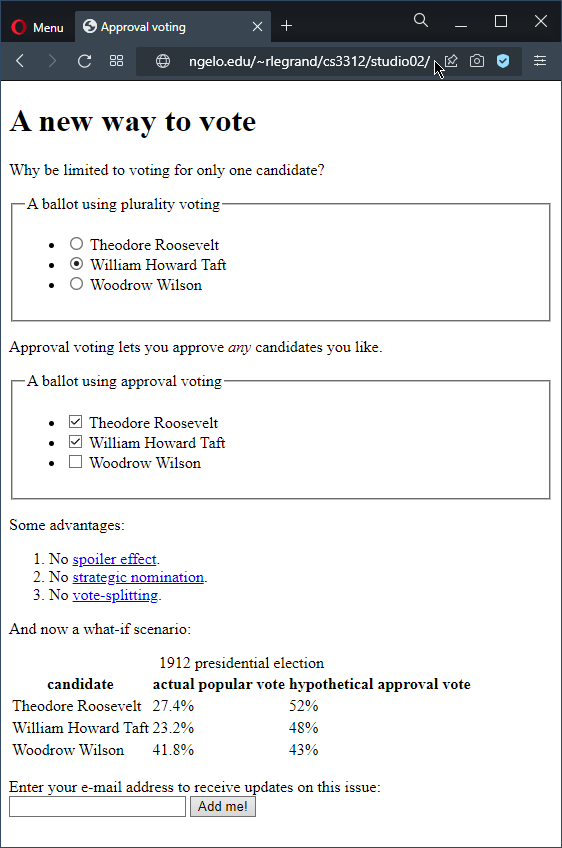 Menu
Approval voting
ngelo.edu/~rlegrand/cs3312/studio02/
A new way to vote
Why be limited to voting for only one candidate?
A ballot using plurality voting
Theodore Roosevelt
William Howard Taft
Woodrow Wilson
Approval voting lets you approve any candidates you like.
A ballot using approval voting
Theodore Roosevelt
William Howard Taft
Woodrow Wilson
Some advantages:
1. No spoiler effect.
2. No strategic nomination.
3. No vote-splitting.
And now a what-if scenario:
1912 presidential election
candidate actual popular vote hypothetical approval vote
Theodore Roosevelt 27.4% 52%
William Howard Taft 23.2% 48%
Woodrow Wilson 41.8% 43%
Enter your e-mail address to receive updates on this issue:
Add me!